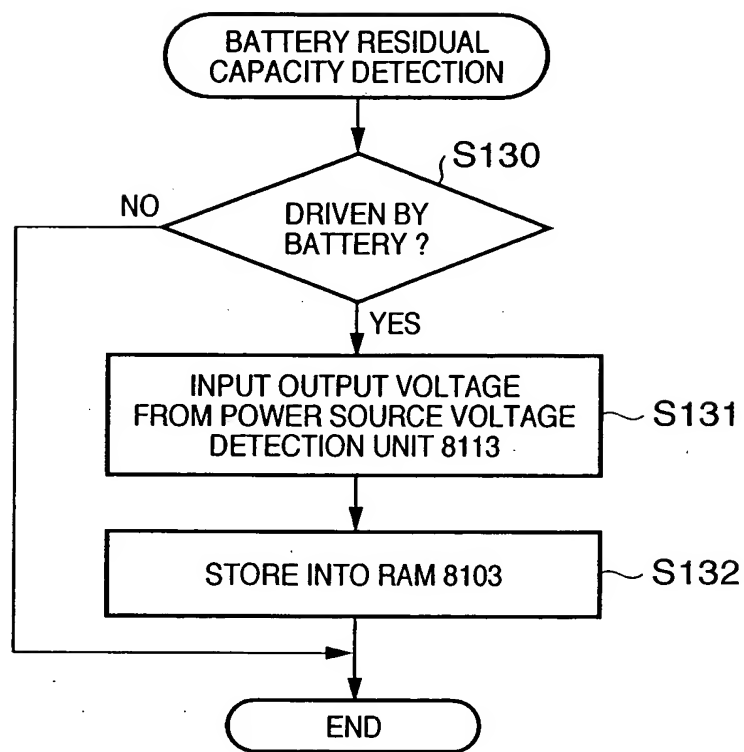 BATTERY RESIDUAL
CAPACITY DETECTION
S130
NO
DRIVEN BY
BATTERY ?
YES
INPUT OUTPUT VOLTAGE
FROM POWER SOURCE VOLTAGE
DETECTION UNIT 8113
S131
STORE INTO RAM 8103
S132
END